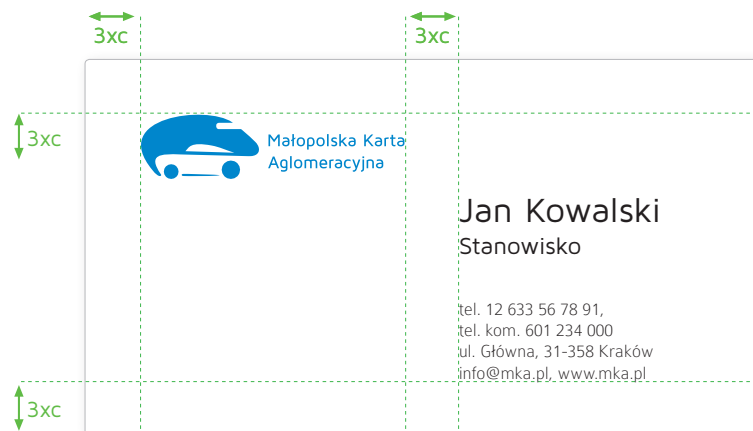 3xc
3xc
3xc
Małopolska Karta
Aglomeracyjna
Jan Kowalski
Stanowisko
tel. 12 633 56 78 91,
tel. kom. 601 234 000
ul. Główna, 31-358 Kraków
info@mka.pl, www.mka.pl
3xc